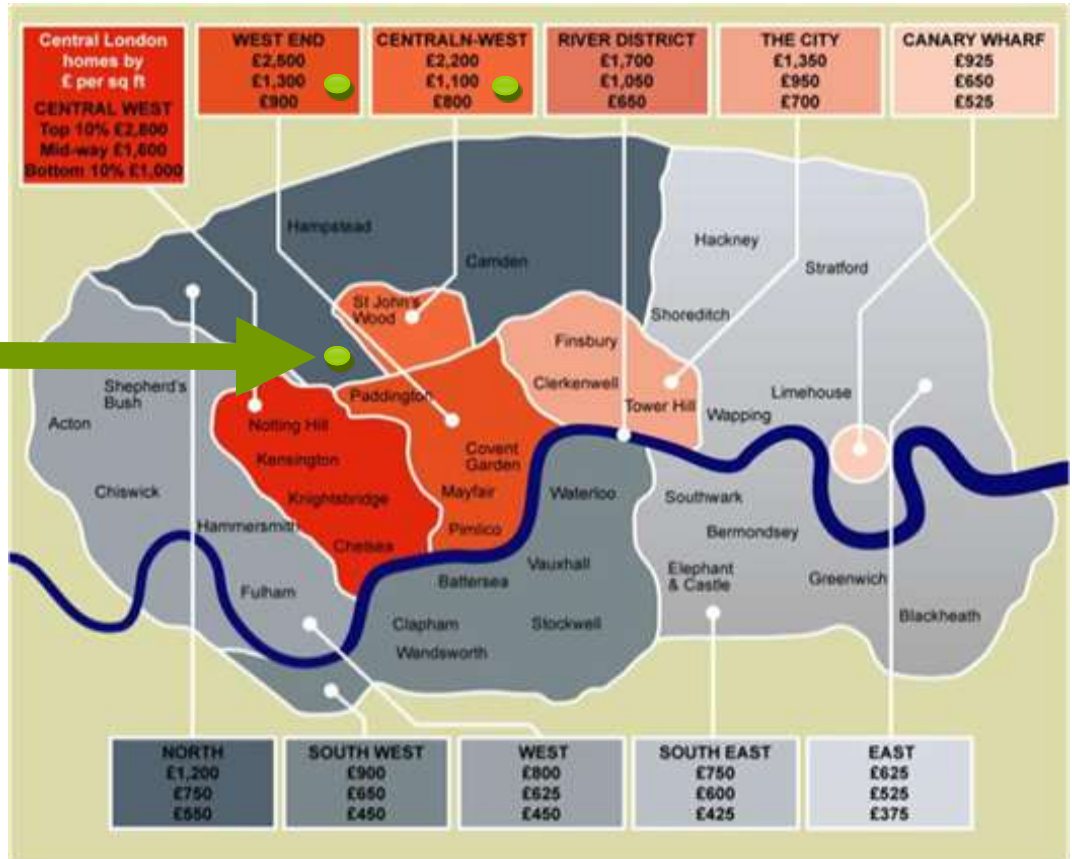 Central London
homes by
£ per sq ft
CENTRAL WEST
Top 10% £2,800
Mid-way £1,600
Bottom 10% £1,000
WEST END
£2,500
£1,300
£900
CENTRALN-WEST
£2,200
£1,100
£800
RIVER DISTRICT
£1,700
£1,050
£650
THE CITY
£1,350
£950
£700
CANARY WHARF
£925
£650
£525
Hampstead
Camden
Hackney
Stratford
St John's
Wood
Shoreditch
Finsbury
Shepherd's
Bush
Acton
Paddington
Clerkenwell
Tower Hill
Limehouse
Wapping
Notting Hill
Kensington
Covent
Garden
Chiswick
Knightsbridge
Mayfair
Waterloo
Southwark
Hammersmith
Chelsea
Pimlico
Bermondsey
Fulham
Battersea
Vauxhall
Elephant
& Castle
Greenwich
Clapham
Stockwell
Blackheath
Wandsworth
NORTH
£1,200
£750
£550
SOUTH WEST
£900
£650
£450
WEST
£800
£625
£450
SOUTH EAST
£750
£600
£425
EAST
£625
£525
£375